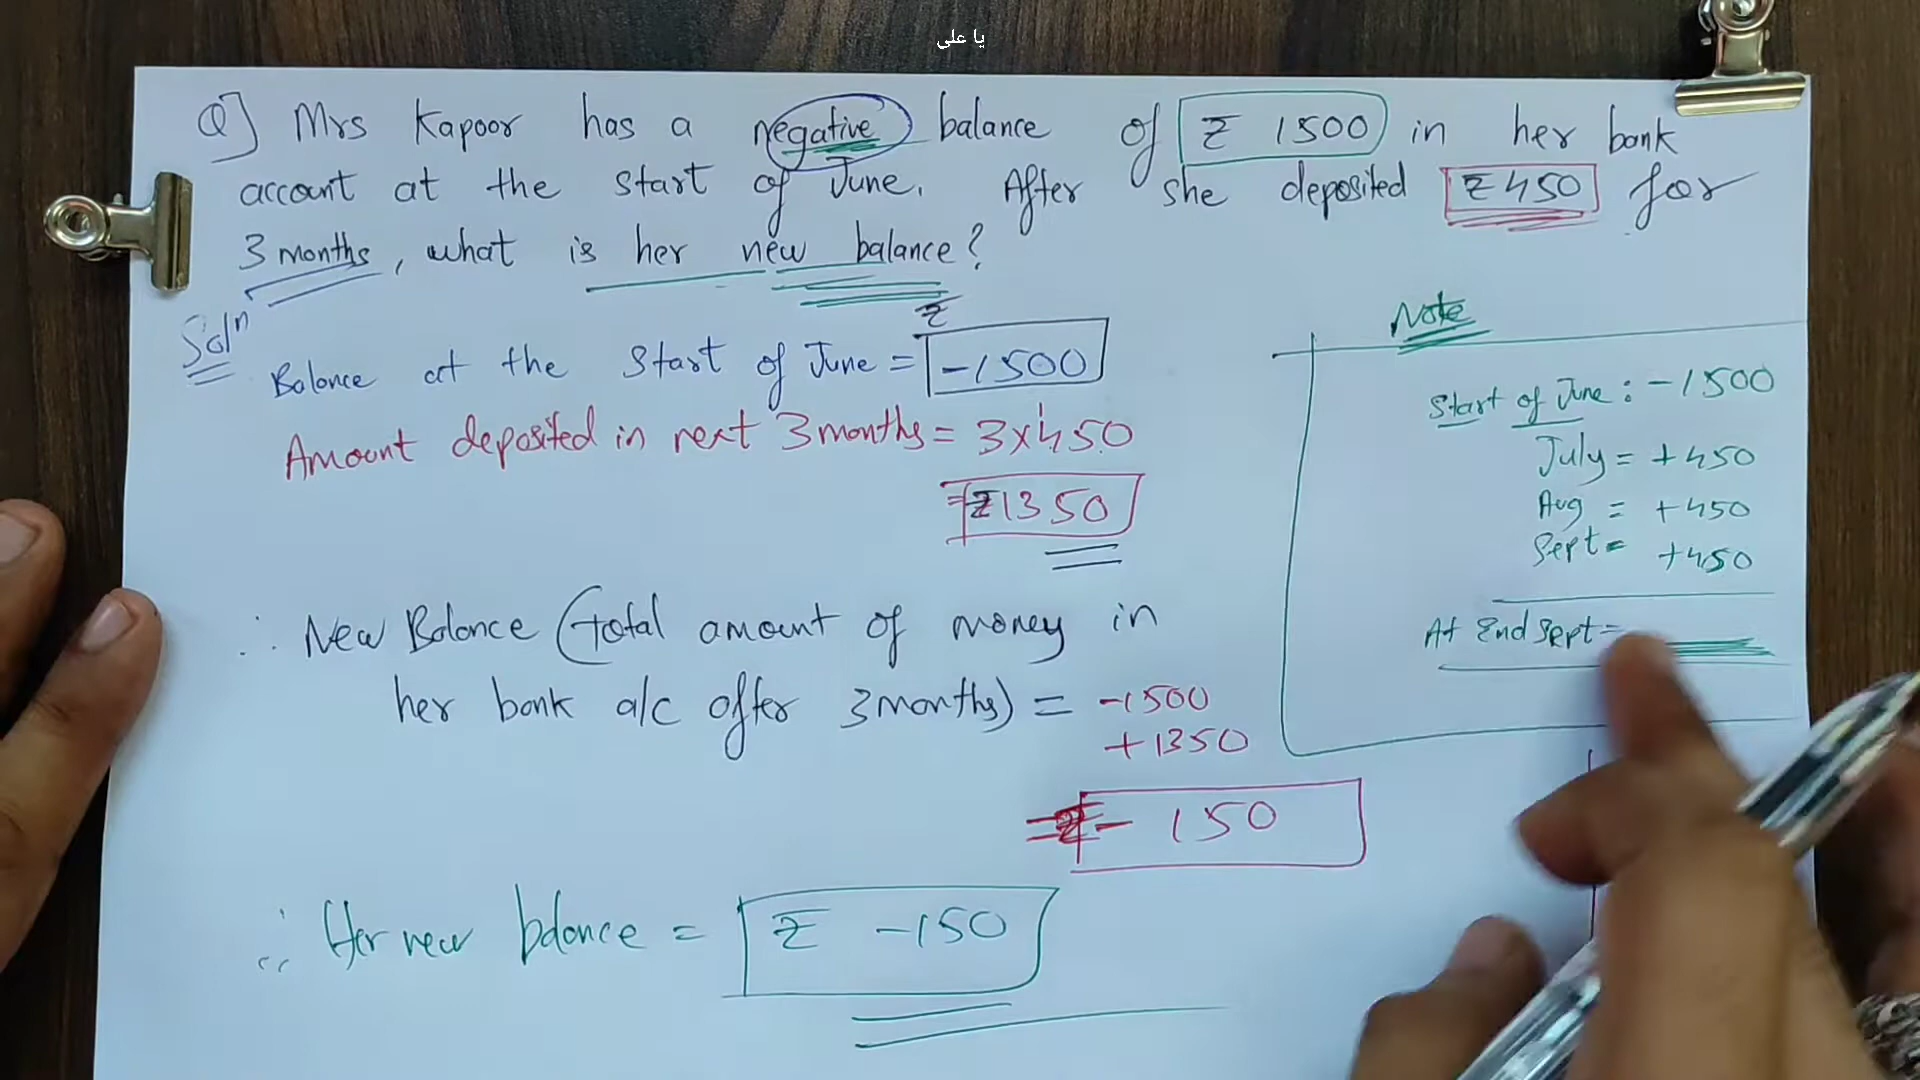 یا علی
Q] Mrs Kapoor has a negative balance of ₹ 1500 in her bank
account at the start of June. After she deposited ₹450 for
3 months, what is her new balance?
Solⁿ
Balance at the start of June = ₹ -1500
Amount deposited in next 3 months = 3x450
= ₹1350
∴ New Balance (total amount of money in
her bank a/c after 3 months) = -1500
+1350
= ₹ - 150
∴ Her new balance = ₹ -150
Note
Start of June: -1500
July = +450
Aug = +450
Sept = +450
At End Sept =